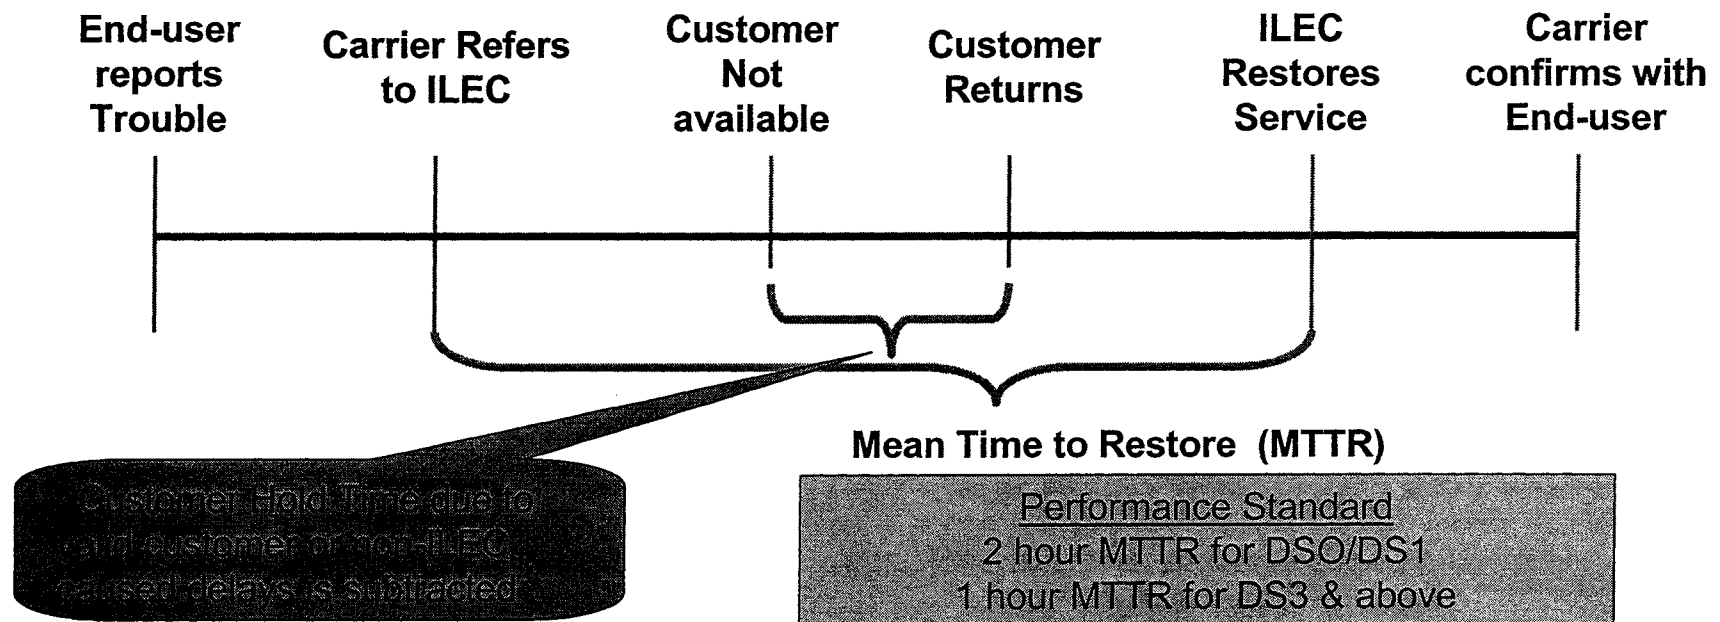 End-user
reports
Trouble
Carrier Refers
to ILEC
Customer
Not
available
Customer
Returns
ILEC
Restores
Service
Carrier
confirms with
End-user
Mean Time to Restore (MTTR)
Customer Hold Time due to
end customer or non-ILEC
caused delays is subtracted
Performance Standard
2 hour MTTR for DSO/DS1
1 hour MTTR for DS3 & above